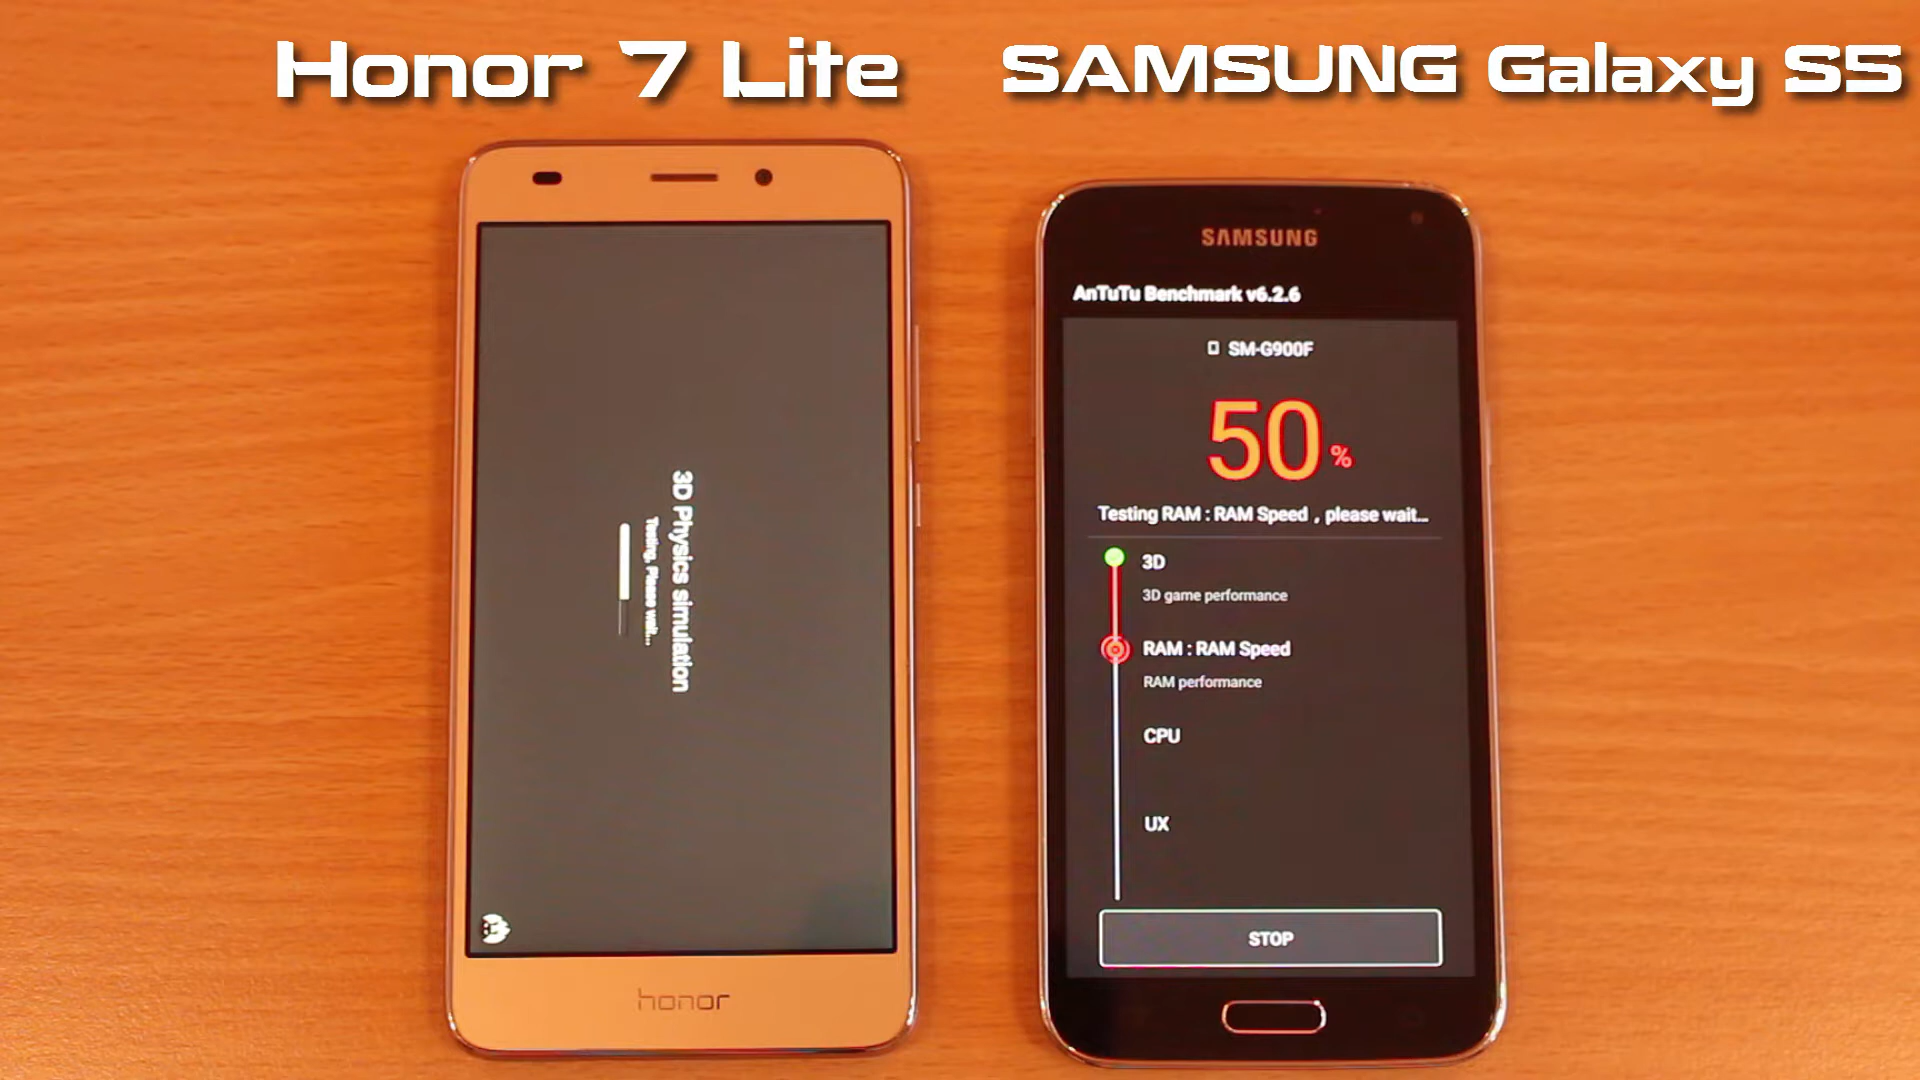 Honor 7 Lite
SAMSUNG Galaxy S5
3D Physics simulation
Testing, Please wait...
honor
SAMSUNG
AnTuTu Benchmark v6.2.6
SM-G900F
50%
Testing RAM : RAM Speed , please wait...
3D
3D game performance
RAM : RAM Speed
RAM performance
CPU
UX
STOP